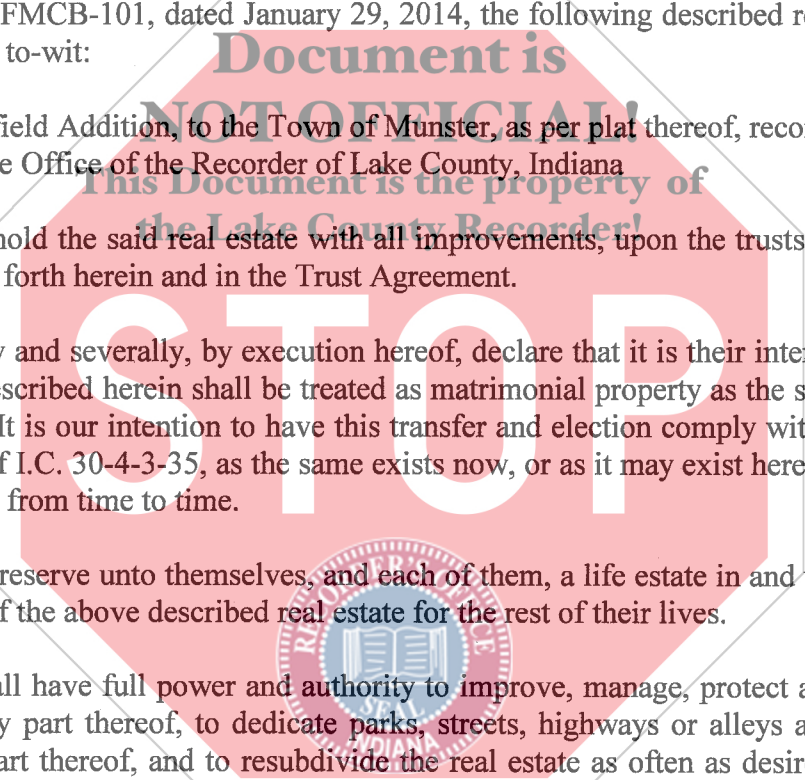 FMCB-101, dated January 29, 2014, the following described r
to-wit:
Document is
NOT OFFICIAL!
ield Addition, to the Town of Munster, as per plat thereof, recor
e Office of the Recorder of Lake County, Indiana
This Document is the property of
the Lake County Recorder!
hold the said real estate with all improvements, upon the trusts
forth herein and in the Trust Agreement.
STOP
y and severally, by execution hereof, declare that it is their inte
escribed herein shall be treated as matrimonial property as the s
It is our intention to have this transfer and election comply wit
f I.C. 30-4-3-35, as the same exists now, or as it may exist here
from time to time.
reserve unto themselves, and each of them, a life estate in and
f the above described real estate for the rest of their lives.
RECORDER'S OFFICE
SEAL
INDIANA
all have full power and authority to improve, manage, protect a
y part thereof, to dedicate parks, streets, highways or alleys a
art thereof, and to resubdivide the real estate as often as desir